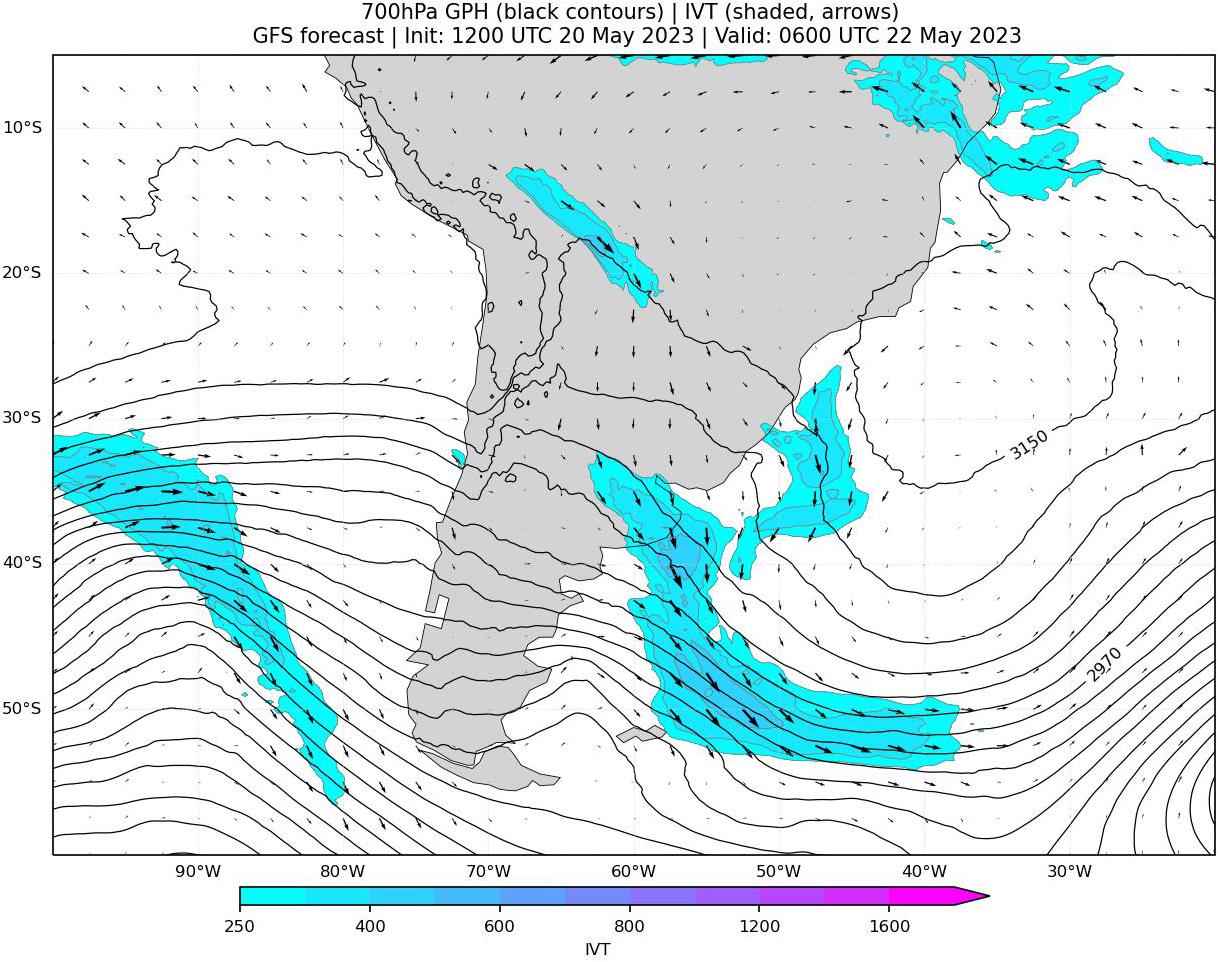 700hPa GPH (black contours) | IVT (shaded, arrows)
GFS forecast | Init: 1200 UTC 20 May 2023 | Valid: 0600 UTC 22 May 2023
10°S
20°S
30°S
3150
40°S
2970
50°S
90°W 80°W 70°W 60°W 50°W 40°W 30°W
250 400 600 800 1200 1600
IVT